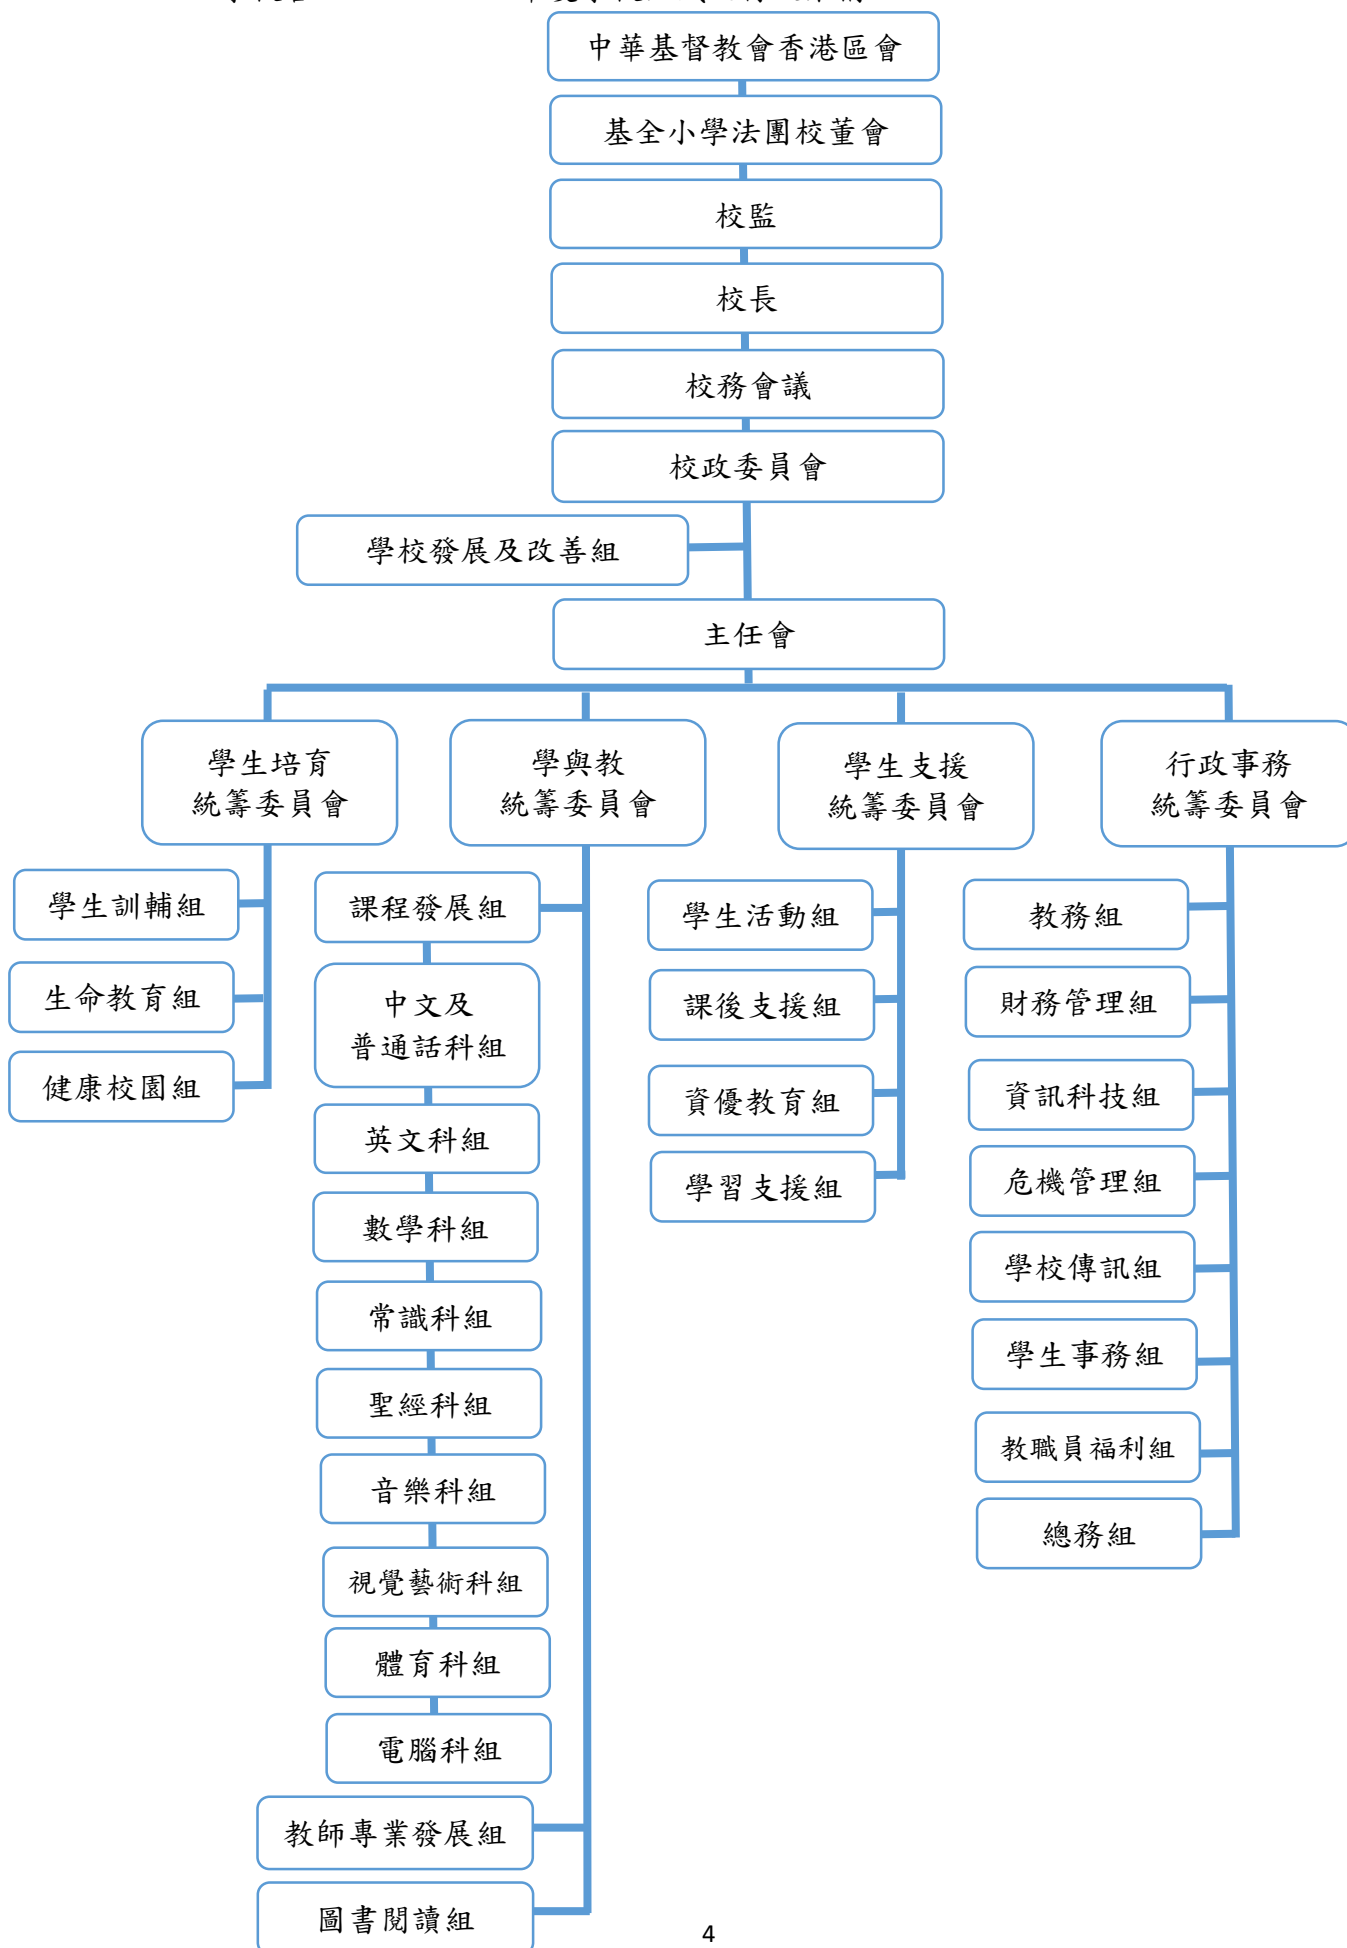 中華基督教會香港區會
基全小學法團校董會
校監
校長
校務會議
校政委員會
學校發展及改善組
主任會
學生培育
統籌委員會
學與教
統籌委員會
學生支援
統籌委員會
行政事務
統籌委員會
學生訓輔組
生命教育組
健康校園組
課程發展組
中文及
普通話科組
英文科組
數學科組
常識科組
聖經科組
音樂科組
視覺藝術科組
體育科組
電腦科組
教師專業發展組
圖書閱讀組
學生活動組
課後支援組
資優教育組
學習支援組
教務組
財務管理組
資訊科技組
危機管理組
學校傳訊組
學生事務組
教職員福利組
總務組
4